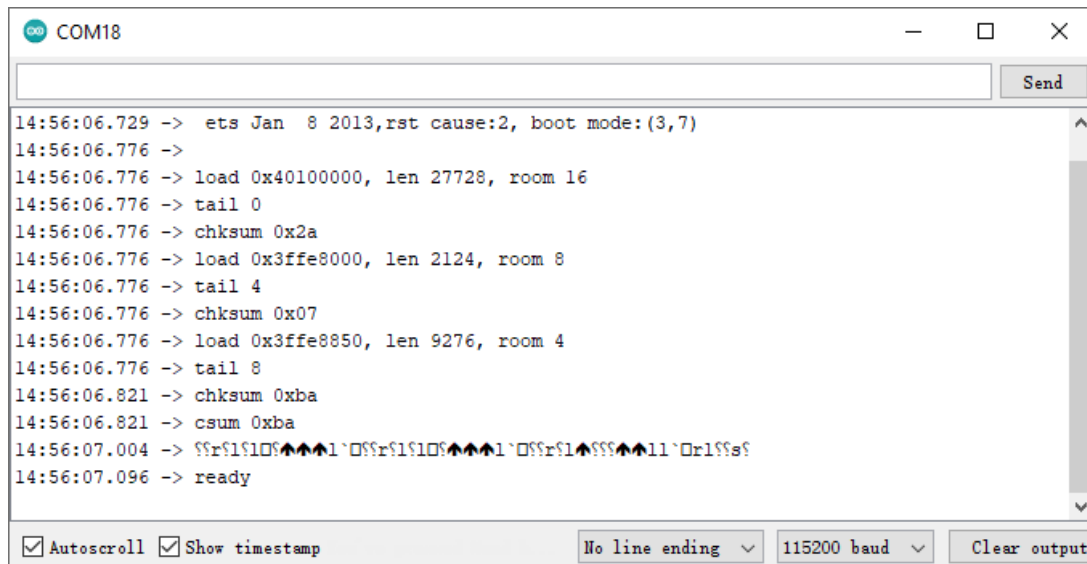 COM18
Send
14:56:06.729 ->  ets Jan  8 2013,rst cause:2, boot mode:(3,7)
14:56:06.776 ->
14:56:06.776 -> load 0x40100000, len 27728, room 16
14:56:06.776 -> tail 0
14:56:06.776 -> chksum 0x2a
14:56:06.776 -> load 0x3ffe8000, len 2124, room 8
14:56:06.776 -> tail 4
14:56:06.776 -> chksum 0x07
14:56:06.776 -> load 0x3ffe8850, len 9276, room 4
14:56:06.776 -> tail 8
14:56:06.821 -> chksum 0xba
14:56:06.821 -> csum 0xba
14:56:07.004 ->
14:56:07.096 -> ready
Autoscroll Show timestamp No line ending 115200 baud Clear output